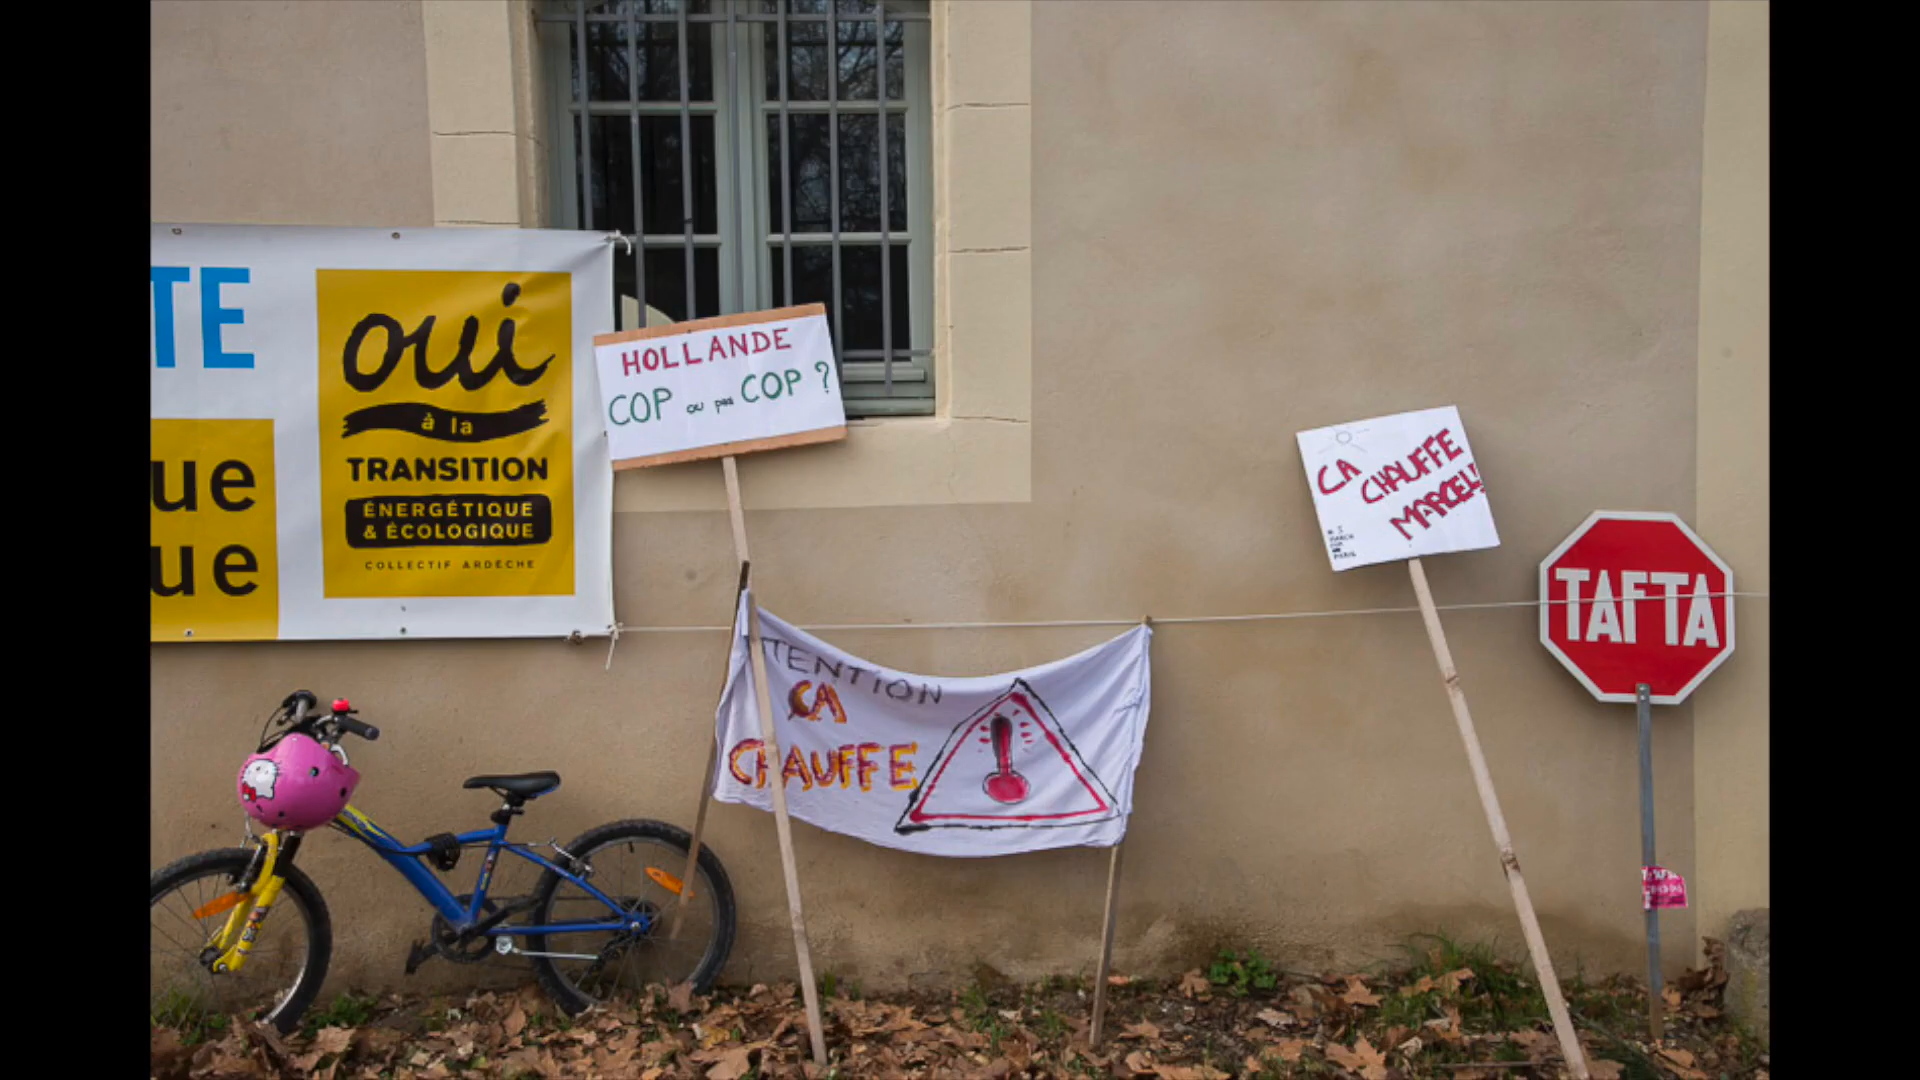 TE
ue
ue
oui
à la
TRANSITION
ÉNERGÉTIQUE
& ÉCOLOGIQUE
COLLECTIF ARDÈCHE
HOLLANDE
COP ou pas COP ?
TENTION
CA
CHAUFFE
CA
CHAUFFE
MARCEL!
TAFTA